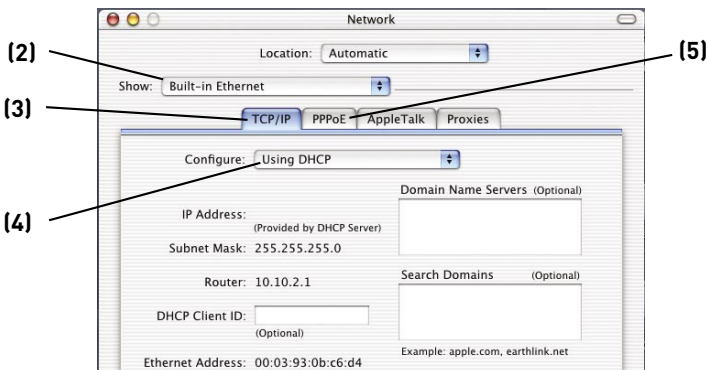 Network
Location: Automatic
(2)
(5)
Show: Built-in Ethernet
(3)
TCP/IP PPPoE AppleTalk Proxies
Configure: Using DHCP
Domain Name Servers (Optional)
(4)
IP Address:
(Provided by DHCP Server)
Subnet Mask: 255.255.255.0
Router: 10.10.2.1
Search Domains (Optional)
DHCP Client ID:
(Optional)
Example: apple.com, earthlink.net
Ethernet Address: 00:03:93:0b:c6:d4